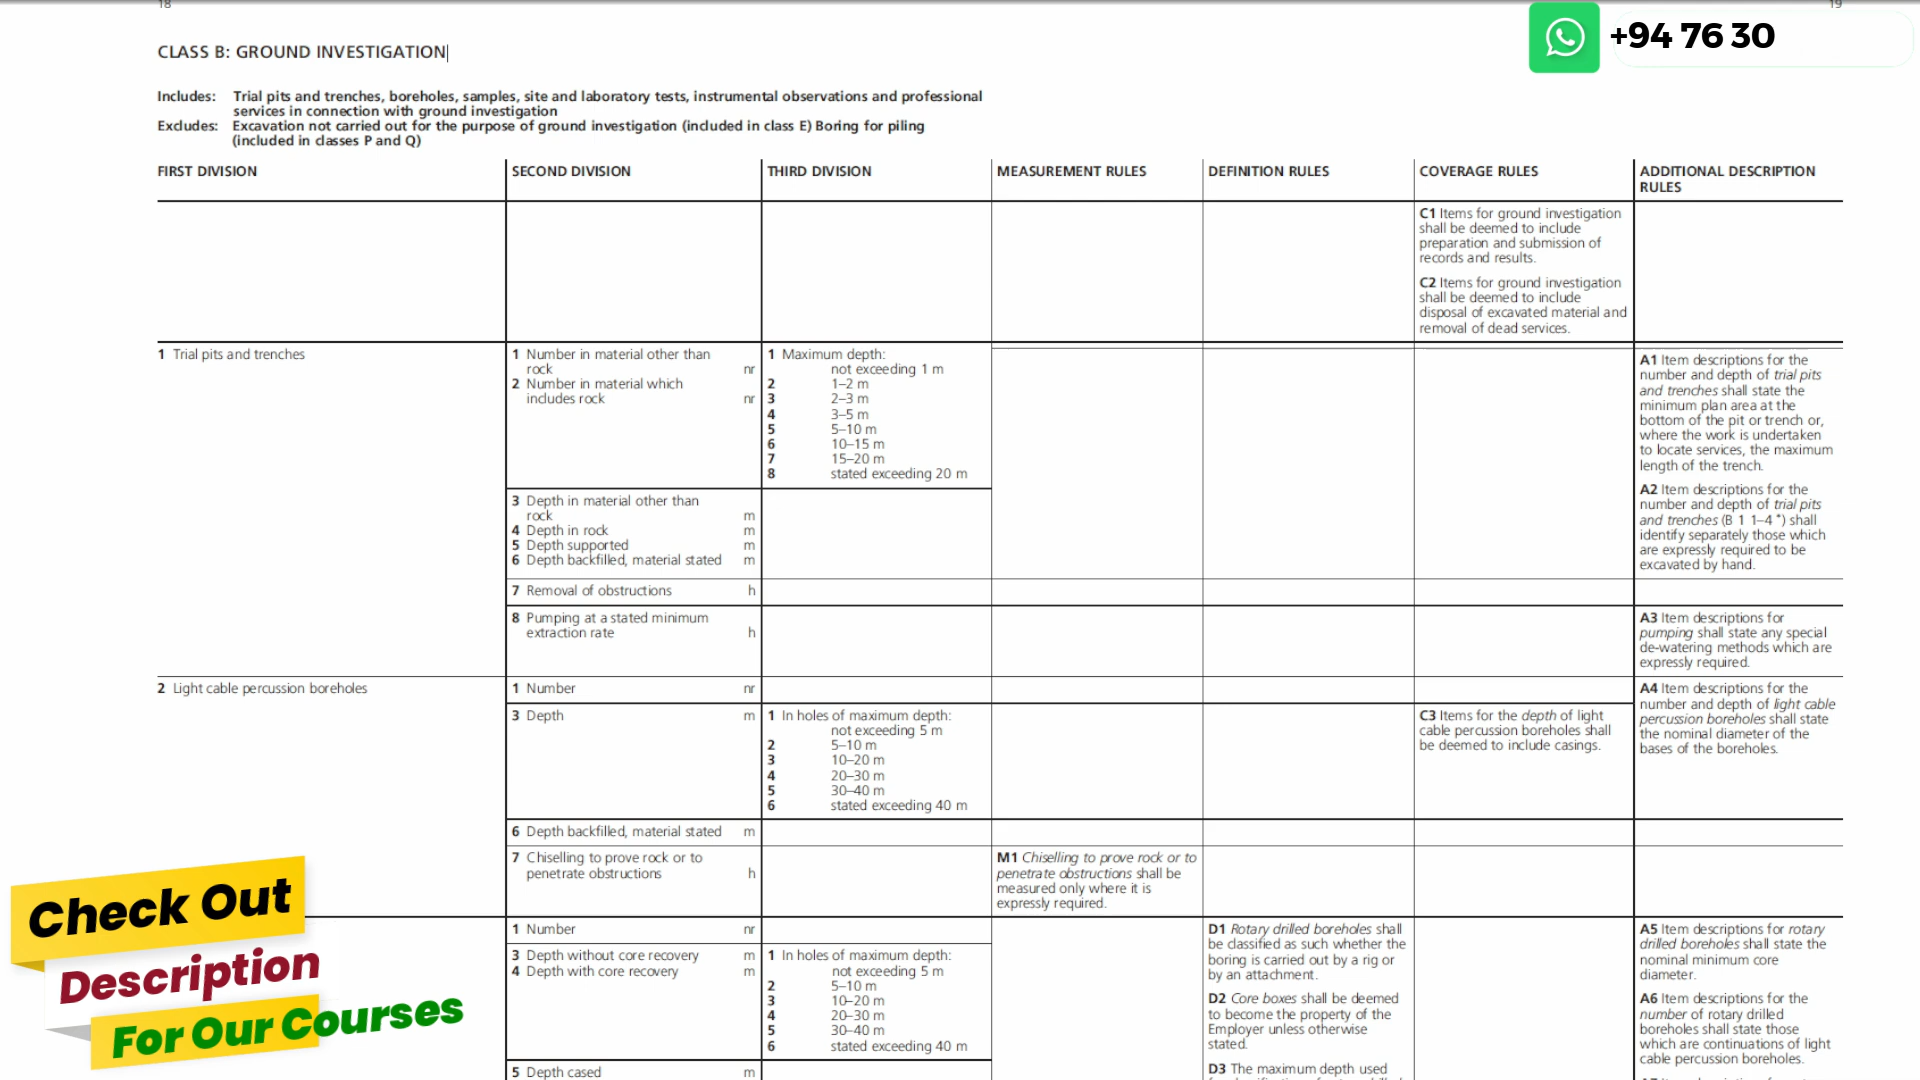 18
19
+94 76 30
CLASS B: GROUND INVESTIGATION
Includes: Trial pits and trenches, boreholes, samples, site and laboratory tests, instrumental observations and professional
services in connection with ground investigation
Excludes: Excavation not carried out for the purpose of ground investigation (included in class E) Boring for piling
(included in classes P and Q)
FIRST DIVISION
SECOND DIVISION
THIRD DIVISION
MEASUREMENT RULES
DEFINITION RULES
COVERAGE RULES
ADDITIONAL DESCRIPTION
RULES
C1 Items for ground investigation
shall be deemed to include
preparation and submission of
records and results.
C2 Items for ground investigation
shall be deemed to include
disposal of excavated material and
removal of dead services.
1 Trial pits and trenches
1 Number in material other than
rock nr
2 Number in material which
includes rock nr
1 Maximum depth:
not exceeding 1 m
2 1–2 m
3 2–3 m
4 3–5 m
5 5–10 m
6 10–15 m
7 15–20 m
8 stated exceeding 20 m
A1 Item descriptions for the
number and depth of trial pits
and trenches shall state the
minimum plan area at the
bottom of the pit or trench or,
where the work is undertaken
to locate services, the maximum
length of the trench.
3 Depth in material other than
rock m
4 Depth in rock m
5 Depth supported m
6 Depth backfilled, material stated m
A2 Item descriptions for the
number and depth of trial pits
and trenches (B 1 1–4 *) shall
identify separately those which
are expressly required to be
excavated by hand.
7 Removal of obstructions h
8 Pumping at a stated minimum
extraction rate h
A3 Item descriptions for
pumping shall state any special
de-watering methods which are
expressly required.
2 Light cable percussion boreholes
1 Number nr
3 Depth m
1 In holes of maximum depth:
not exceeding 5 m
2 5–10 m
3 10–20 m
4 20–30 m
5 30–40 m
6 stated exceeding 40 m
C3 Items for the depth of light
cable percussion boreholes shall
be deemed to include casings.
A4 Item descriptions for the
number and depth of light cable
percussion boreholes shall state
the nominal diameter of the
bases of the boreholes.
6 Depth backfilled, material stated m
7 Chiselling to prove rock or to
penetrate obstructions h
M1 Chiselling to prove rock or to
penetrate obstructions shall be
measured only where it is
expressly required.
1 Number nr
3 Depth without core recovery m
4 Depth with core recovery m
1 In holes of maximum depth:
not exceeding 5 m
2 5–10 m
3 10–20 m
4 20–30 m
5 30–40 m
6 stated exceeding 40 m
5 Depth cased m
D1 Rotary drilled boreholes shall
be classified as such whether the
boring is carried out by a rig or
by an attachment.
D2 Core boxes shall be deemed
to become the property of the
Employer unless otherwise
stated.
D3 The maximum depth used
A5 Item descriptions for rotary
drilled boreholes shall state the
nominal minimum core
diameter.
A6 Item descriptions for the
number of rotary drilled
boreholes shall state those
which are continuations of light
cable percussion boreholes.
Check Out
Description
For Our Courses